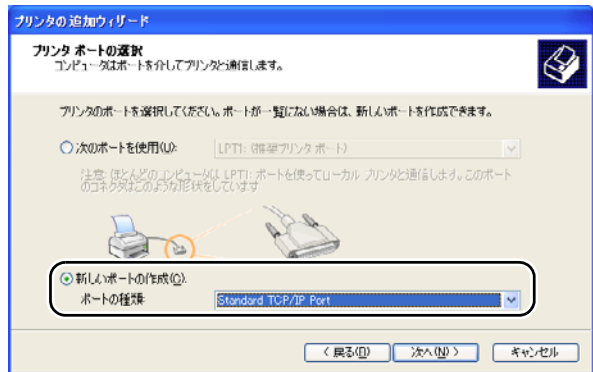 プリンタの追加ウィザード
プリンタ ポートの選択
コンピュータはポートを介してプリンタと通信します。
プリンタのポートを選択してください。ポートが一覧にない場合は、新しいポートを作成できます。
次のポートを使用(U):
LPT1: (推奨プリンタ ポート)
注意: ほとんどのコンピュータは LPT1: ポートを使ってローカル プリンタと通信します。このポート
のコネクタはこのような形状をしています
新しいポートの作成(C):
ポートの種類:
Standard TCP/IP Port
< 戻る(B)
次へ(N) >
キャンセル